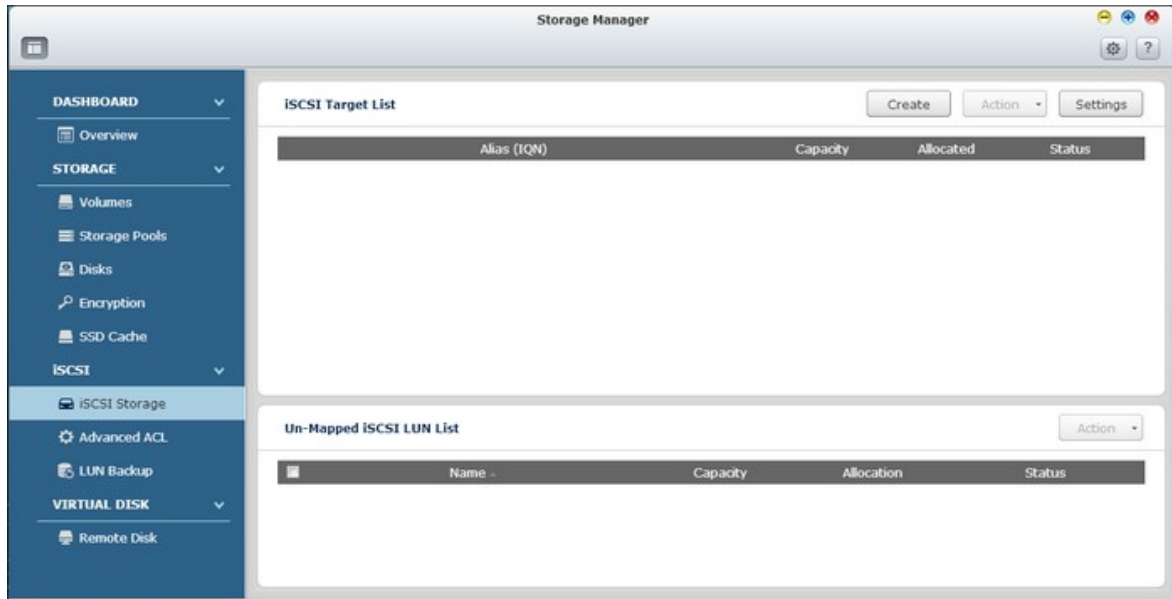 Storage Manager
?
DASHBOARD
Overview
STORAGE
Volumes
Storage Pools
Disks
Encryption
SSD Cache
iSCSI
iSCSI Storage
Advanced ACL
LUN Backup
VIRTUAL DISK
Remote Disk
iSCSI Target List
Create Action Settings
Alias (IQN) Capacity Allocated Status
Un-Mapped iSCSI LUN List
Action
Name Capacity Allocation Status